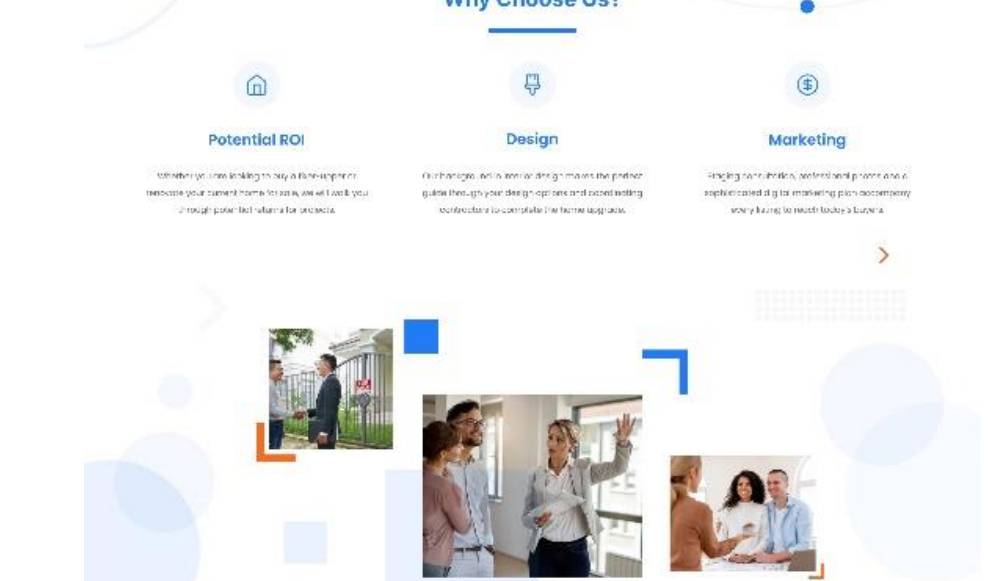 Why Choose Us?
Potential ROI
Design
Marketing
Whether you are looking to buy a fixer-upper or
renovate your current home for sale, we will walk you
through potential returns for projects.
Our background in interior design makes the perfect
guide through your design options and coordinating
contractors to complete the home upgrade.
Staging consultation, professional photos and a
sophisticated digital marketing plan accompany
every listing to reach today's buyers.